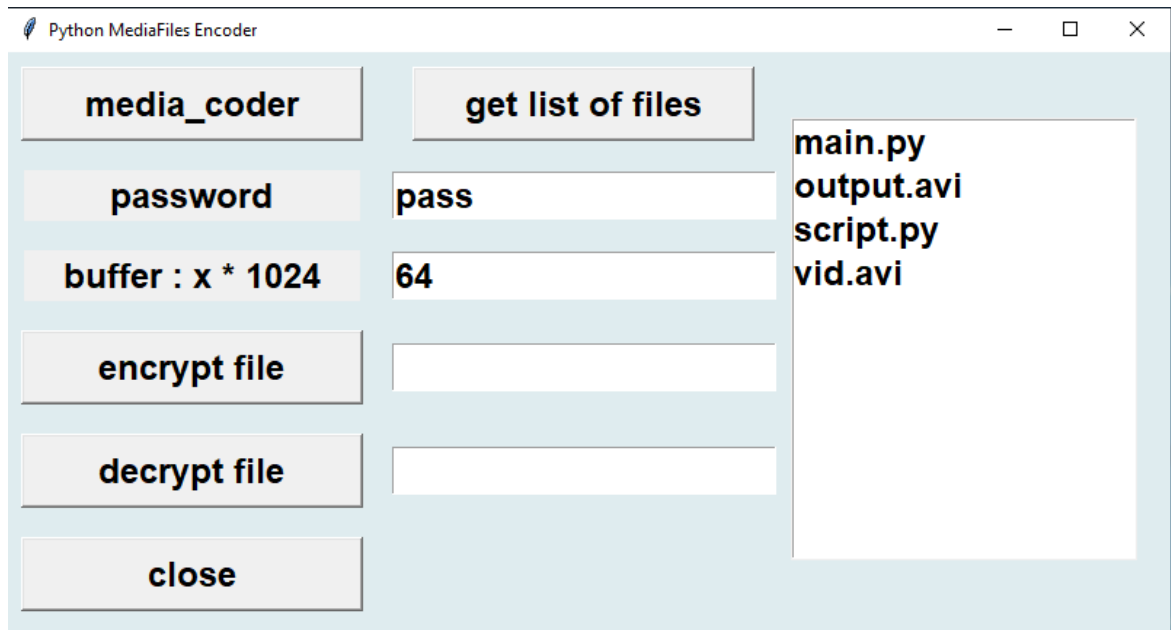 Python MediaFiles Encoder
media_coder
get list of files
password
pass
buffer : x * 1024
64
encrypt file
decrypt file
close
main.py
output.avi
script.py
vid.avi